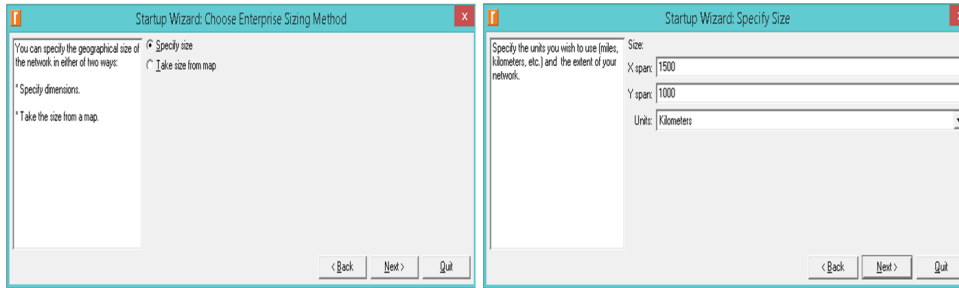 Startup Wizard: Choose Enterprise Sizing Method
x
You can specify the geographical size of
the network in either of two ways:
* Specify dimensions.
* Take the size from a map.
Specify size
Take size from map
< Back
Next >
Quit
Startup Wizard: Specify Size
x
Specify the units you wish to use (miles,
kilometers, etc.) and the extent of your
network.
Size:
X span: 1500
Y span: 1000
Units: Kilometers
< Back
Next >
Quit